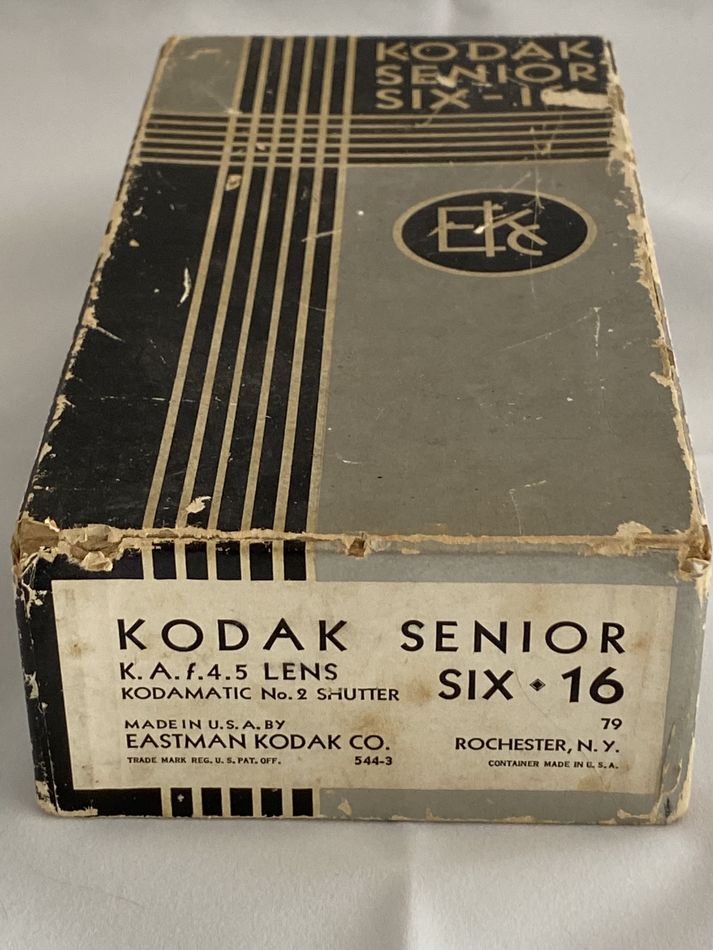 KODAK
SENIOR
SIX-1
EKC
KODAK SENIOR
K.A.f.4.5 LENS
KODAMATIC No.2 SHUTTER
SIX 16
79
MADE IN U.S.A. BY
EASTMAN KODAK CO.
ROCHESTER, N.Y.
TRADE MARK REG. U.S. PAT. OFF.
544-3
CONTAINER MADE IN U.S.A.